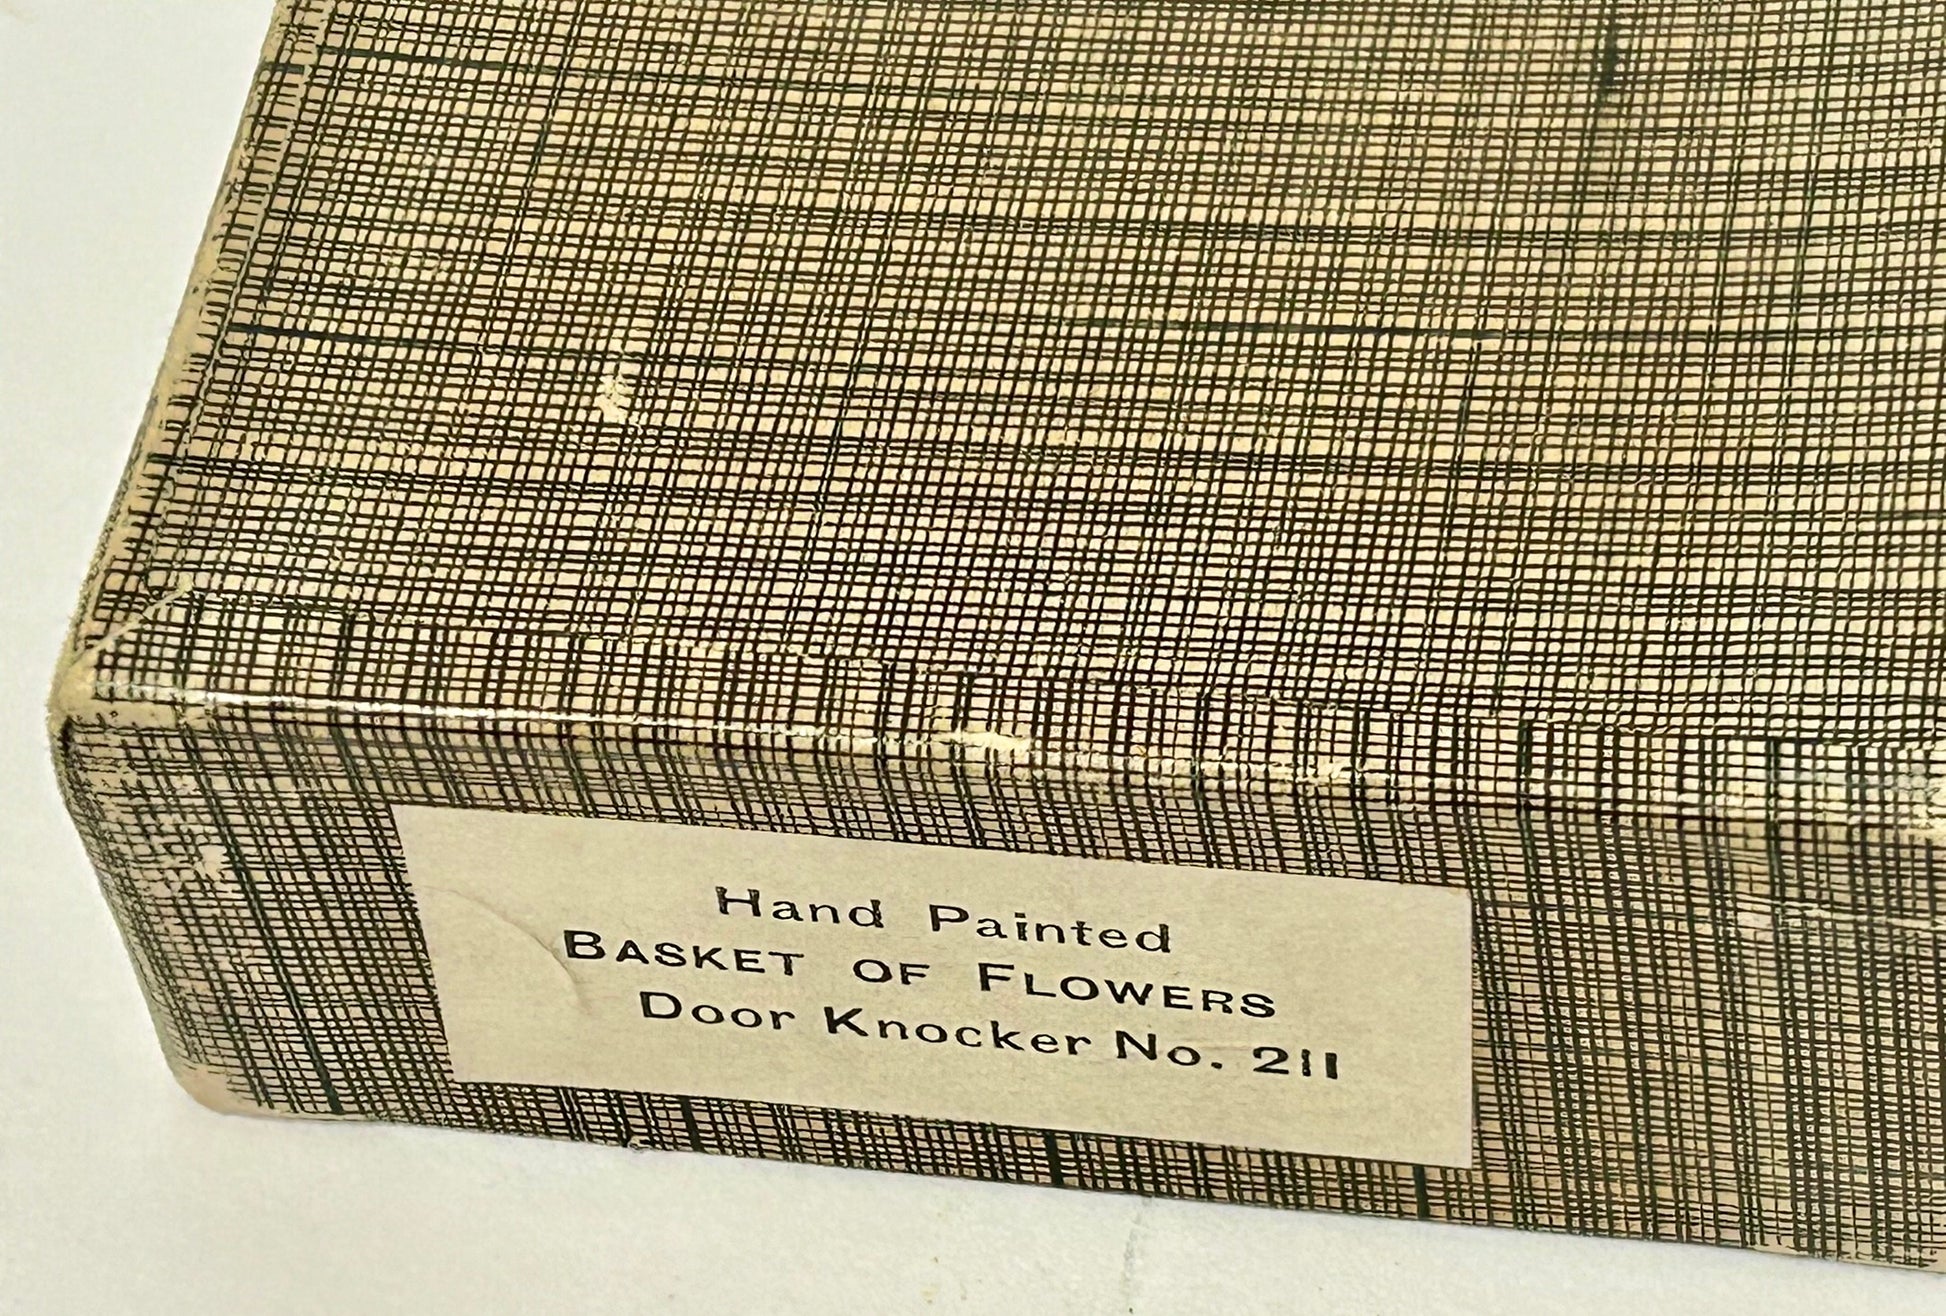 Hand Painted
BASKET OF FLOWERS
Door Knocker No. 211